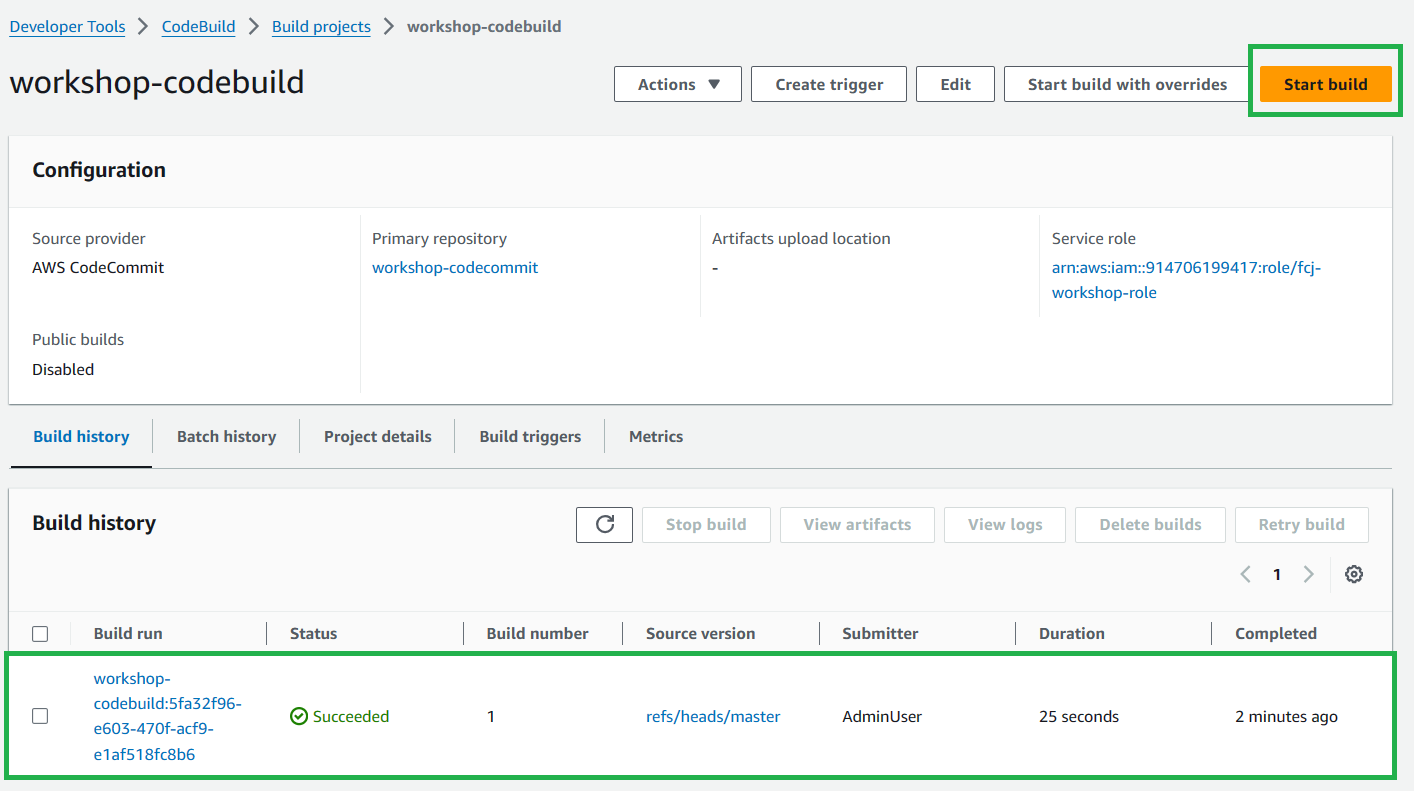 Developer Tools > CodeBuild > Build projects > workshop-codebuild
workshop-codebuild
Actions ▼ Create trigger Edit Start build with overrides Start build
Configuration
Source provider
AWS CodeCommit
Primary repository
workshop-codecommit
Artifacts upload location
-
Service role
arn:aws:iam::914706199417:role/fcj-
workshop-role
Public builds
Disabled
Build history Batch history Project details Build triggers Metrics
Build history
Stop build View artifacts View logs Delete builds Retry build
1
Build run Status Build number Source version Submitter Duration Completed
workshop-
codebuild:5fa32f96-
e603-470f-acf9-
e1af518fc8b6
Succeeded 1 refs/heads/master AdminUser 25 seconds 2 minutes ago